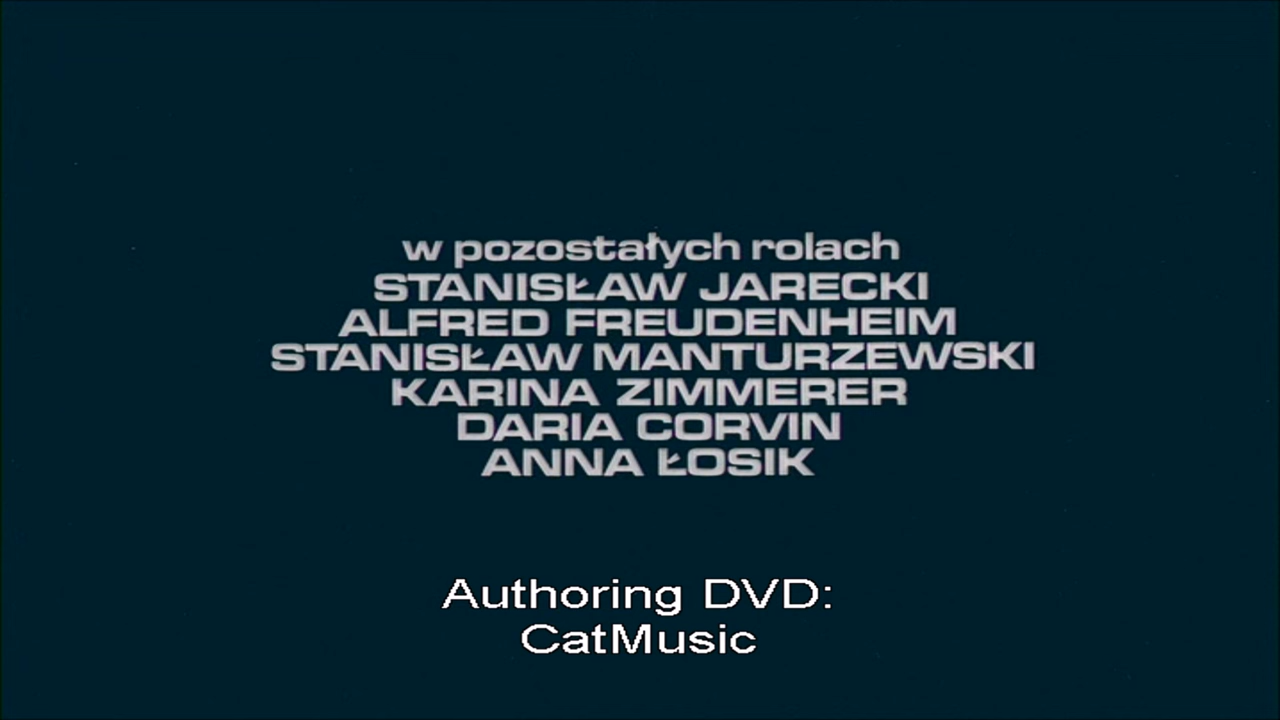 w pozostałych rolach
STANISŁAW JARECKI
ALFRED FREUDENHEIM
STANISŁAW MANTURZEWSKI
KARINA ZIMMERER
DARIA CORVIN
ANNA ŁOSIK
Authoring DVD:
CatMusic